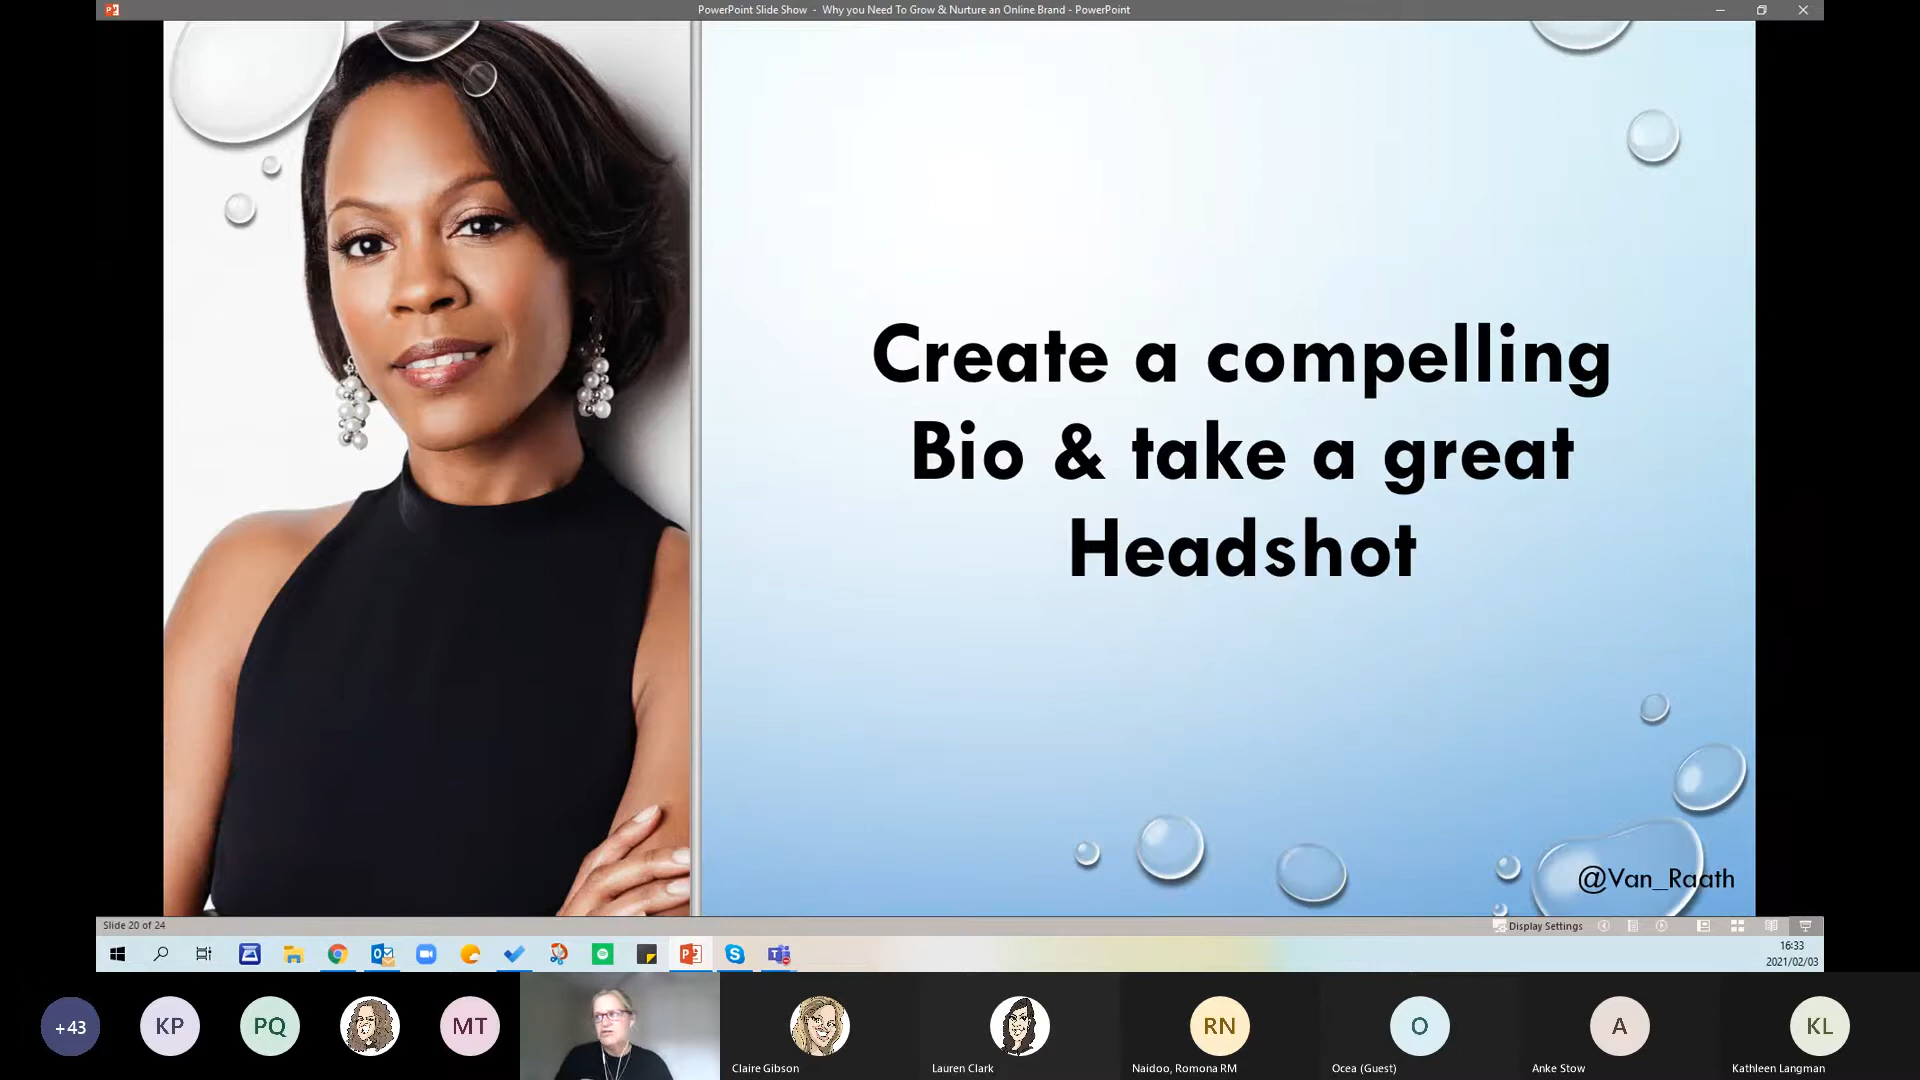 PowerPoint Slide Show - Why you Need To Grow & Nurture an Online Brand - PowerPoint
Create a compelling
Bio & take a great
Headshot
@Van_Raath
Slide 20 of 24
Display Settings
16:33
2021/02/03
+43
KP
PQ
MT
RN
O
A
KL
Claire Gibson
Lauren Clark
Naidoo, Romona RM
Ocea (Guest)
Anke Stow
Kathleen Langman